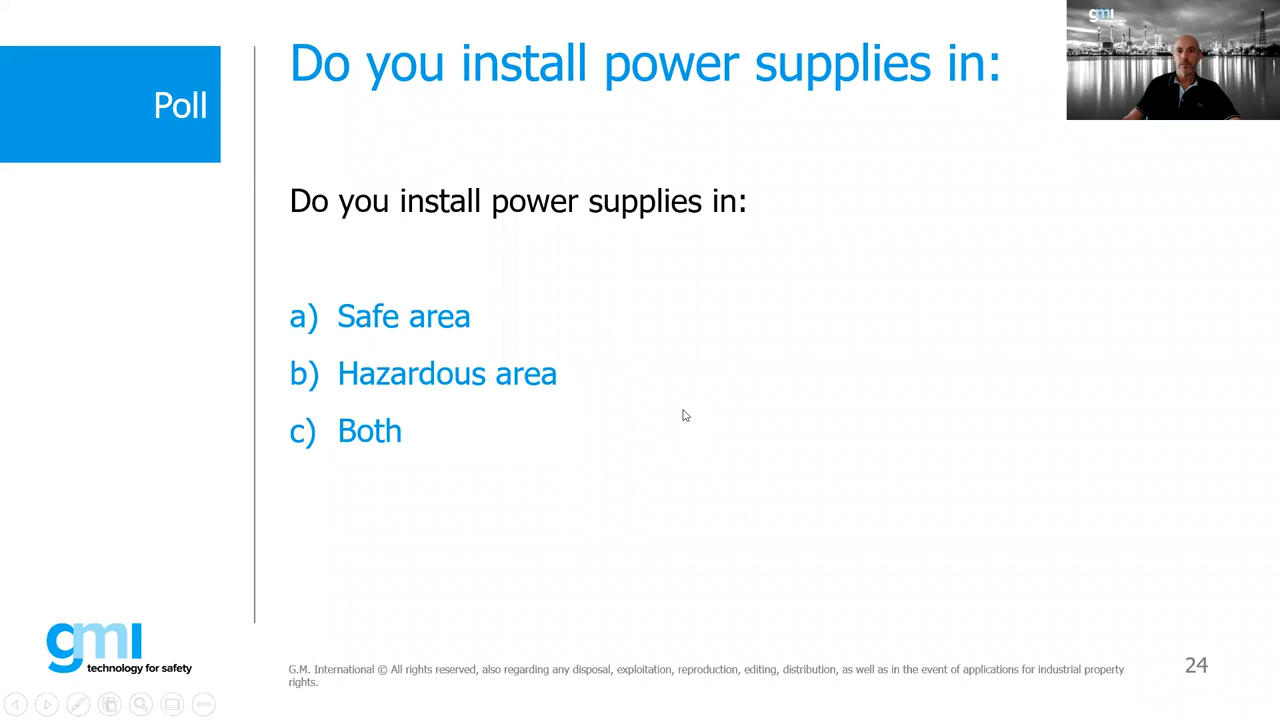 Do you install power supplies in:
gmi
Poll
Do you install power supplies in:
a) Safe area
b) Hazardous area
c) Both
gmi
technology for safety
G.M. International © All rights reserved, also regarding any disposal, exploitation, reproduction, editing, distribution, as well as in the event of applications for industrial property
rights.
24